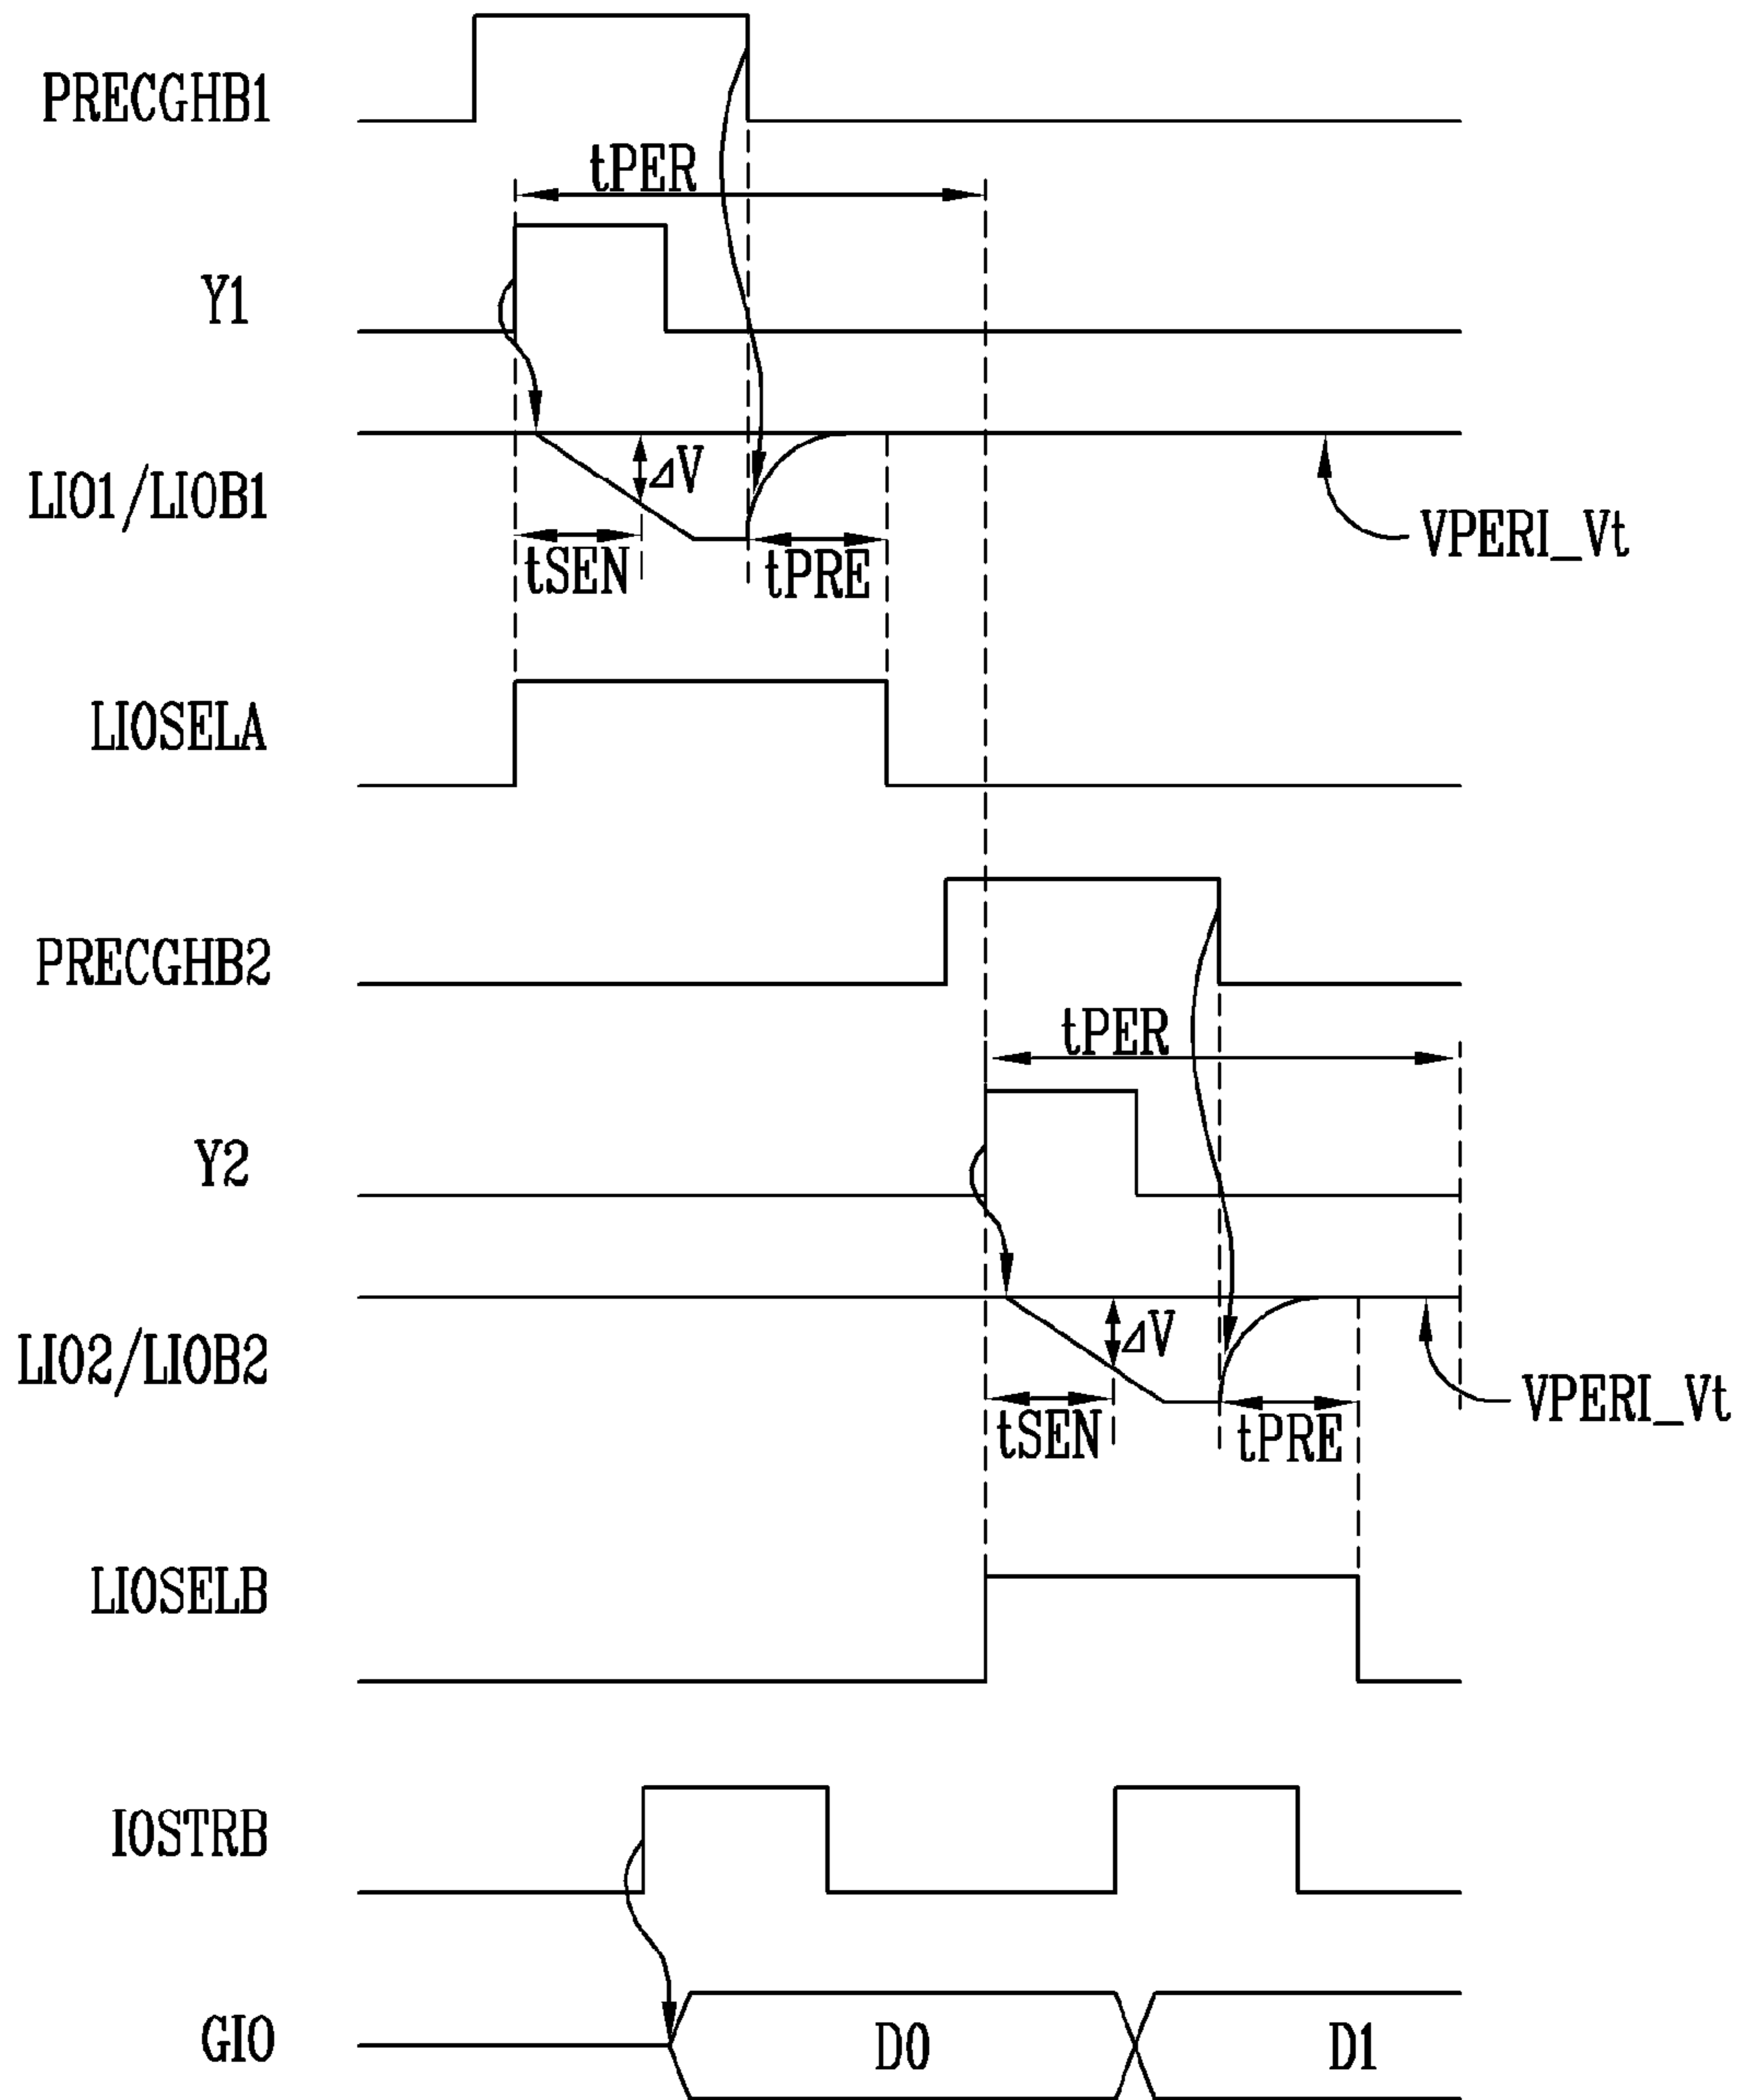 PRECGHB1
tPER
Y1
ΔV
LIO1/LIOB1
VPERI_Vt
tSEN
tPRE
LIOSELA
PRECGHB2
tPER
Y2
ΔV
LIO2/LIOB2
VPERI_Vt
tSEN
tPRE
LIOSELB
IOSTRB
GIO
D0
D1